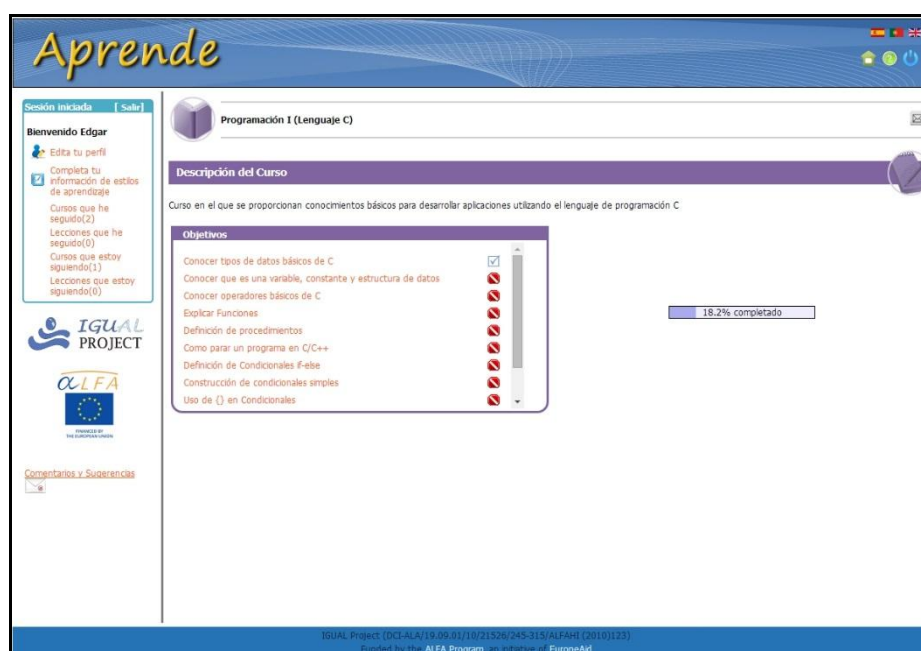 Aprende
Sesión iniciada [ Salir]
Bienvenido Edgar
Edita tu perfil
Completa tu
información de estilos
de aprendizaje
Cursos que he
seguido(2)
Lecciones que he
seguido(0)
Cursos que estoy
siguiendo(1)
Lecciones que estoy
siguiendo(0)
IGUAL
PROJECT
ALFA
FINANCED BY
THE EUROPEAN UNION
Comentarios y Sugerencias
Programación I (Lenguaje C)
Descripción del Curso
Curso en el que se proporcionan conocimientos básicos para desarrollar aplicaciones utilizando el lenguaje de programación C
Objetivos
Conocer tipos de datos básicos de C
Conocer que es una variable, constante y estructura de datos
Conocer operadores básicos de C
Explicar Funciones
Definición de procedimientos
Como parar un programa en C/C++
Definición de Condicionales if-else
Construcción de condicionales simples
Uso de {} en Condicionales
18.2% completado
IGUAL Project (DCI-ALA/19.09.01/10/21526/245-315/ALFAHI (2010)123)
Funded by the ALFA Program, an initiative of EuropeAid